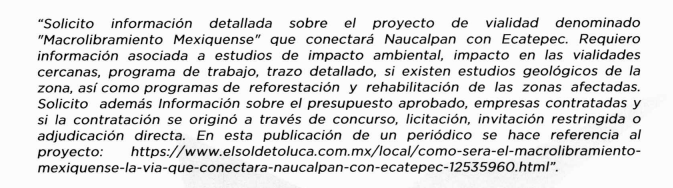 "Solicito información detallada sobre el proyecto de vialidad denominado
"Macrolibramiento Mexiquense" que conectará Naucalpan con Ecatepec. Requiero
información asociada a estudios de impacto ambiental, impacto en las vialidades
cercanas, programa de trabajo, trazo detallado, si existen estudios geológicos de la
zona, así como programas de reforestación y rehabilitación de las zonas afectadas.
Solicito además Información sobre el presupuesto aprobado, empresas contratadas y
si la contratación se originó a través de concurso, licitación, invitación restringida o
adjudicación directa. En esta publicación de un periódico se hace referencia al
proyecto: https://www.elsoldetoluca.com.mx/local/como-sera-el-macrolibramiento-
mexiquense-la-via-que-conectara-naucalpan-con-ecatepec-12535960.html".